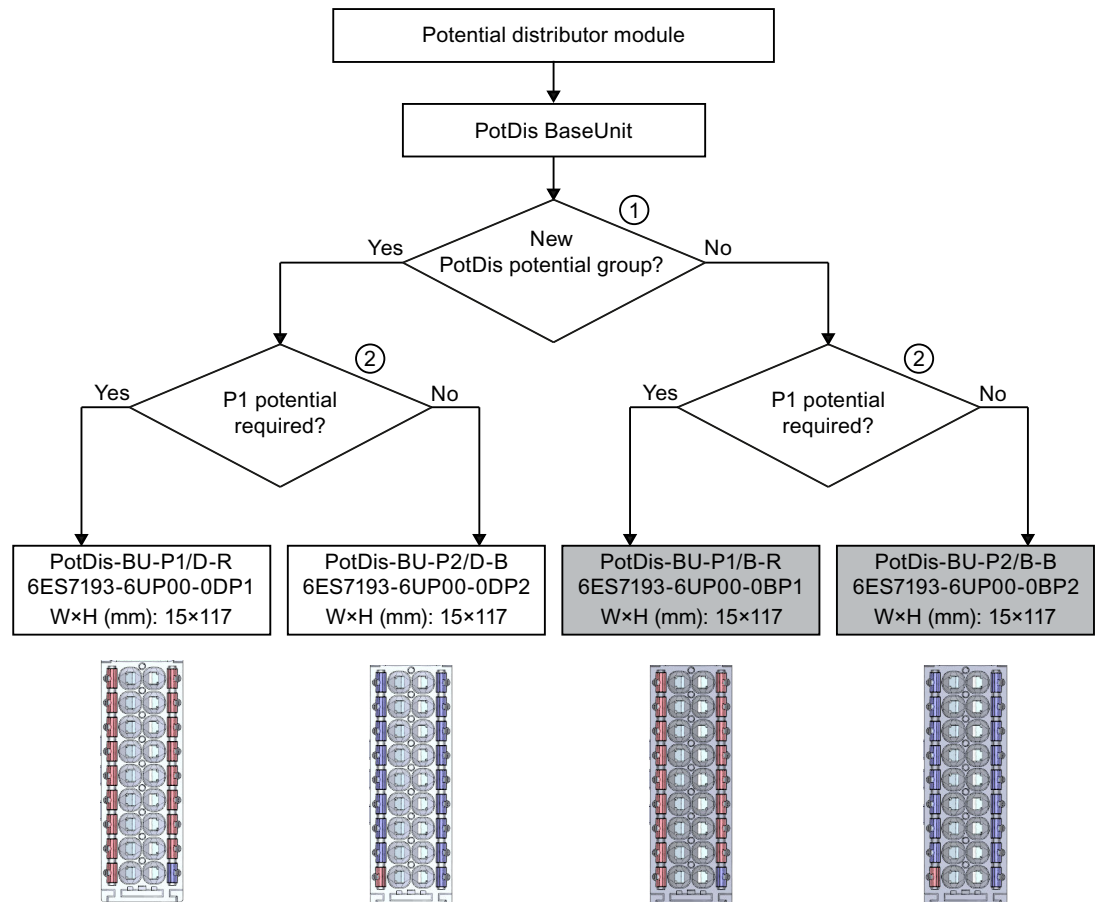 Potential distributor module
PotDis BaseUnit
①
New
PotDis potential group?
Yes
No
②
P1 potential
required?
Yes
No
②
P1 potential
required?
Yes
No
PotDis-BU-P1/D-R
6ES7193-6UP00-0DP1
W×H (mm): 15×117
PotDis-BU-P2/D-B
6ES7193-6UP00-0DP2
W×H (mm): 15×117
PotDis-BU-P1/B-R
6ES7193-6UP00-0BP1
W×H (mm): 15×117
PotDis-BU-P2/B-B
6ES7193-6UP00-0BP2
W×H (mm): 15×117